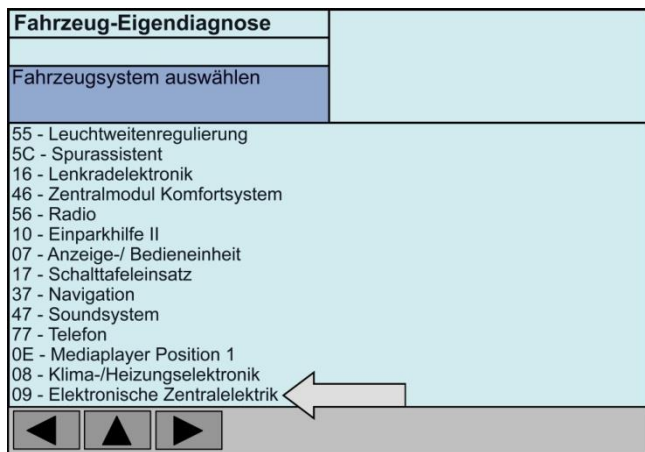 Fahrzeug-Eigendiagnose
Fahrzeugsystem auswählen
55 - Leuchtweitenregulierung
5C - Spurassistent
16 - Lenkradelektronik
46 - Zentralmodul Komfortsystem
56 - Radio
10 - Einparkhilfe II
07 - Anzeige-/ Bedieneinheit
17 - Schalttafeleinsatz
37 - Navigation
47 - Soundsystem
77 - Telefon
0E - Mediaplayer Position 1
08 - Klima-/Heizungselektronik
09 - Elektronische Zentralelektrik